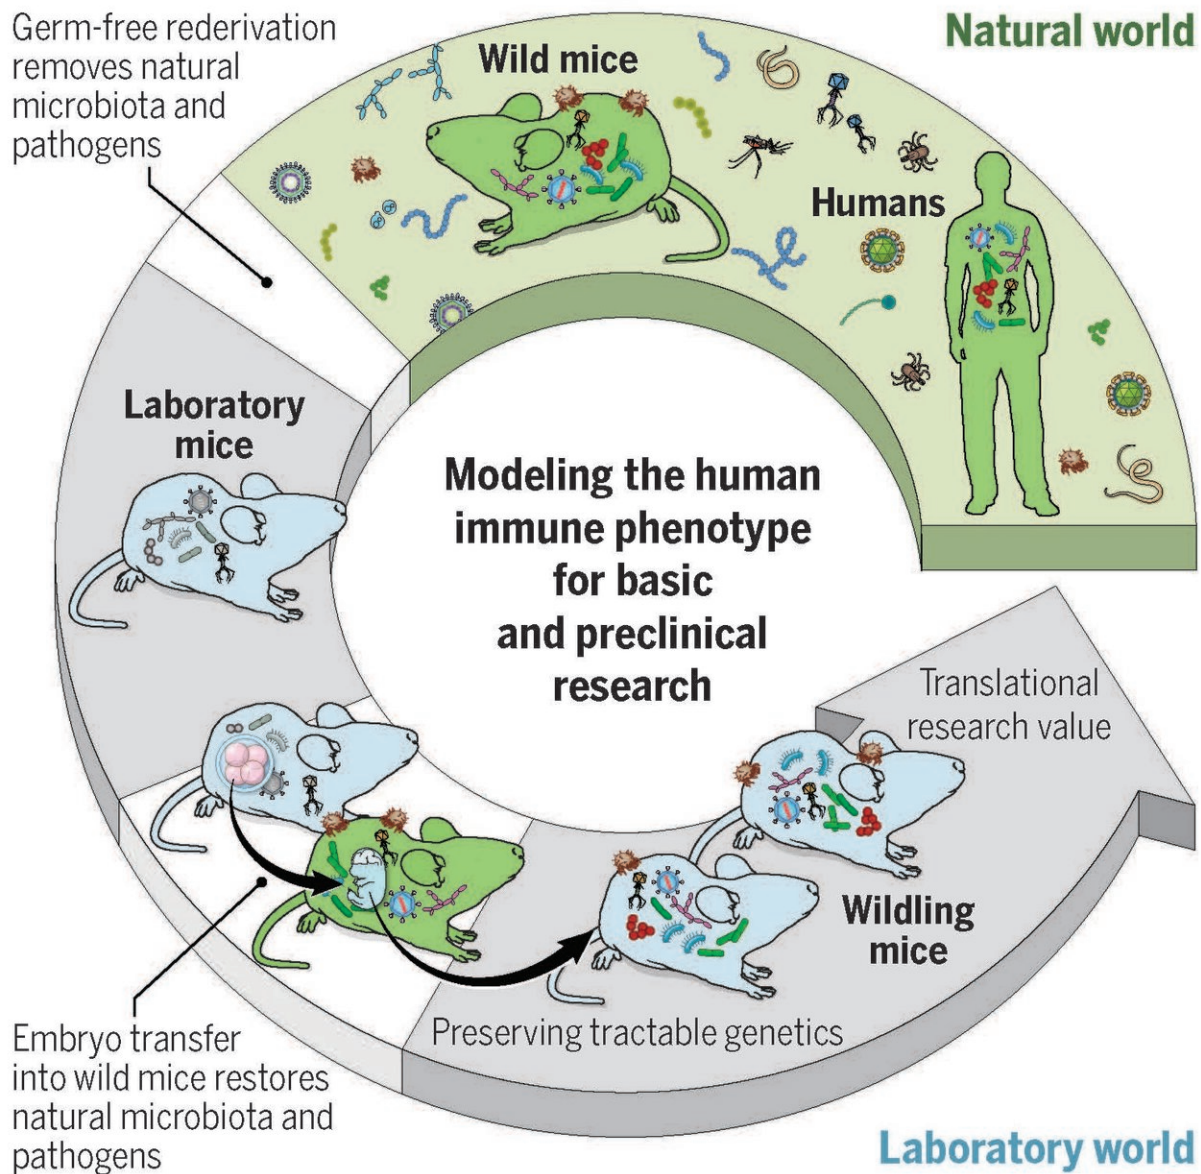 Germ-free rederivation
removes natural
microbiota and
pathogens
Natural world
Wild mice
Humans
Laboratory
mice
Modeling the human
immune phenotype
for basic
and preclinical
research
Translational
research value
Wildling
mice
Preserving tractable genetics
Embryo transfer
into wild mice restores
natural microbiota and
pathogens
Laboratory world